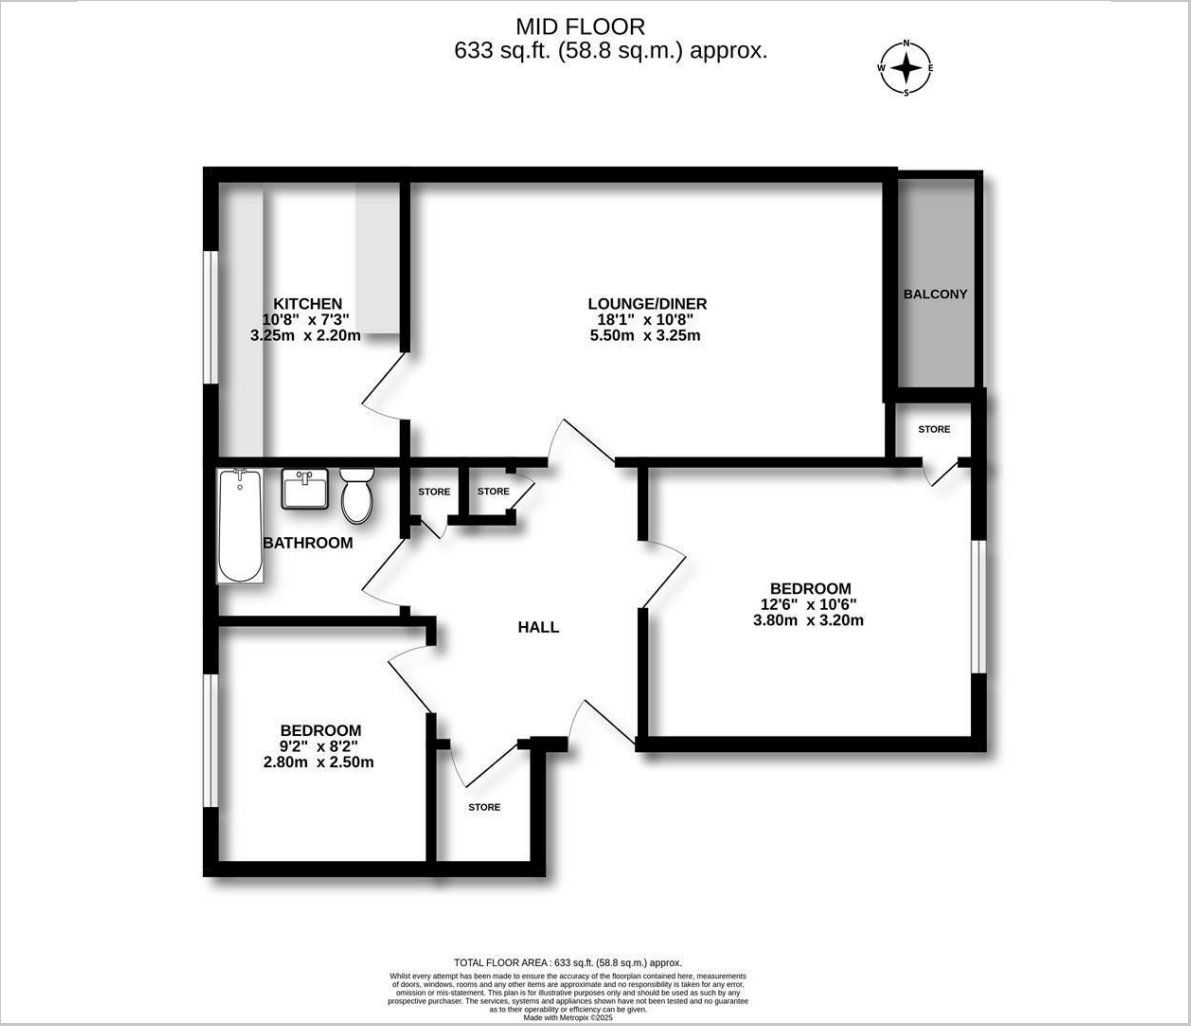 MID FLOOR
633 sq.ft. (58.8 sq.m.) approx.
N
W E
S
KITCHEN
10'8" x 7'3"
3.25m x 2.20m
LOUNGE/DINER
18'1" x 10'8"
5.50m x 3.25m
BALCONY
STORE
STORE
STORE
BATHROOM
HALL
BEDROOM
12'6" x 10'6"
3.80m x 3.20m
BEDROOM
9'2" x 8'2"
2.80m x 2.50m
STORE
TOTAL FLOOR AREA : 633 sq.ft. (58.8 sq.m.) approx.
Whilst every attempt has been made to ensure the accuracy of the floorplan contained here, measurements
of doors, windows, rooms and any other items are approximate and no responsibility is taken for any error,
omission or mis-statement. This plan is for illustrative purposes only and should be used as such by any
prospective purchaser. The services, systems and appliances shown have not been tested and no guarantee
as to their operability or efficiency can be given.
Made with Metropix ©2025